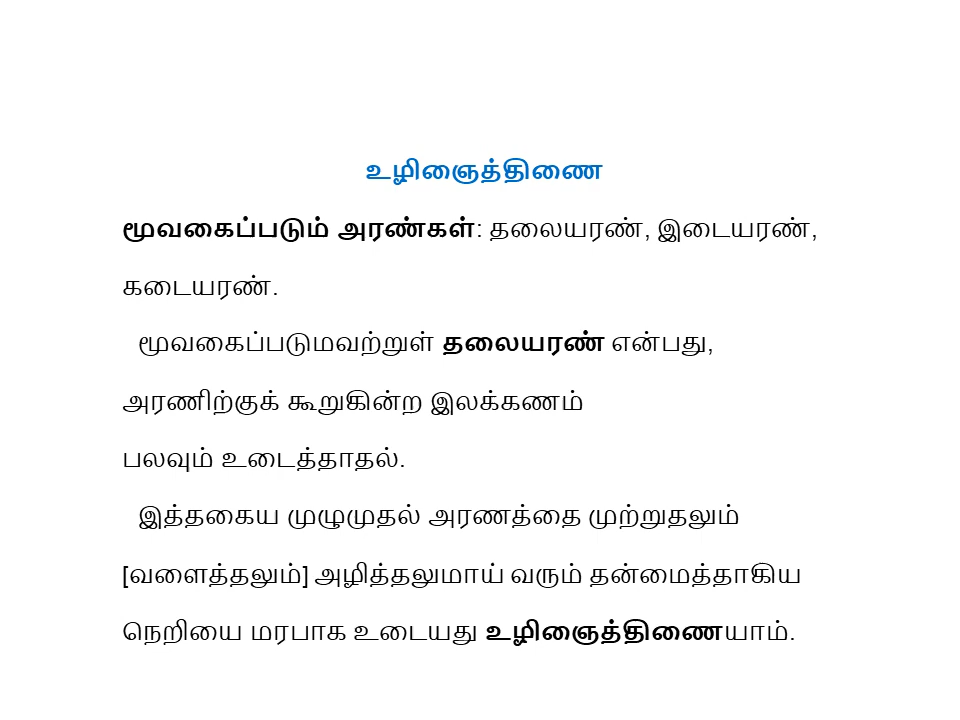 உழிஞைத்திணை
மூவகைப்படும் அரண்கள்: தலையரண், இடையரண்,
கடையரண்.
மூவகைப்படுமவற்றுள் தலையரண் என்பது,
அரணிற்குக் கூறுகின்ற இலக்கணம்
பலவும் உடைத்தாதல்.
இத்தகைய முழுமுதல் அரணத்தை முற்றுதலும்
[வளைத்தலும்] அழித்தலுமாய் வரும் தன்மைத்தாகிய
நெறியை மரபாக உடையது உழிஞைத்திணையாம்.